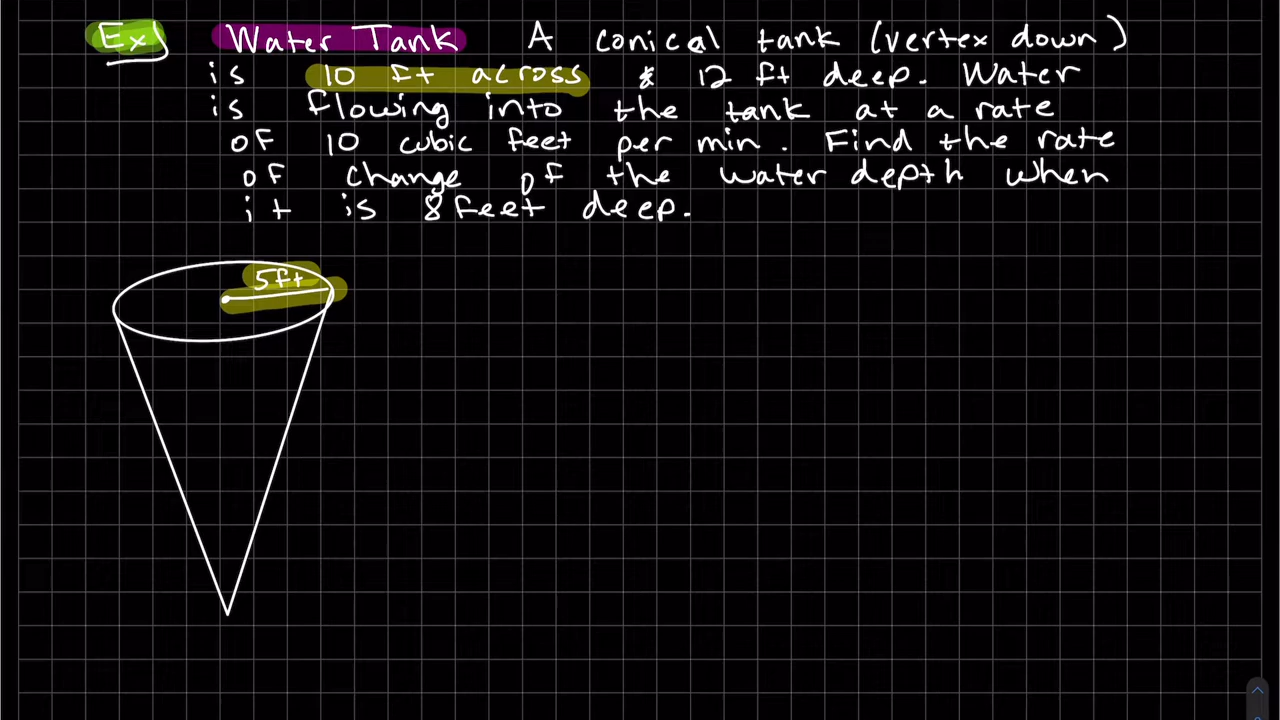 Ex) Water Tank A conical tank (vertex down)
is 10 ft across & 12 ft deep. Water
is flowing into the tank at a rate
of 10 cubic feet per min. Find the rate
of change of the water depth when
it is 8 feet deep.
5ft